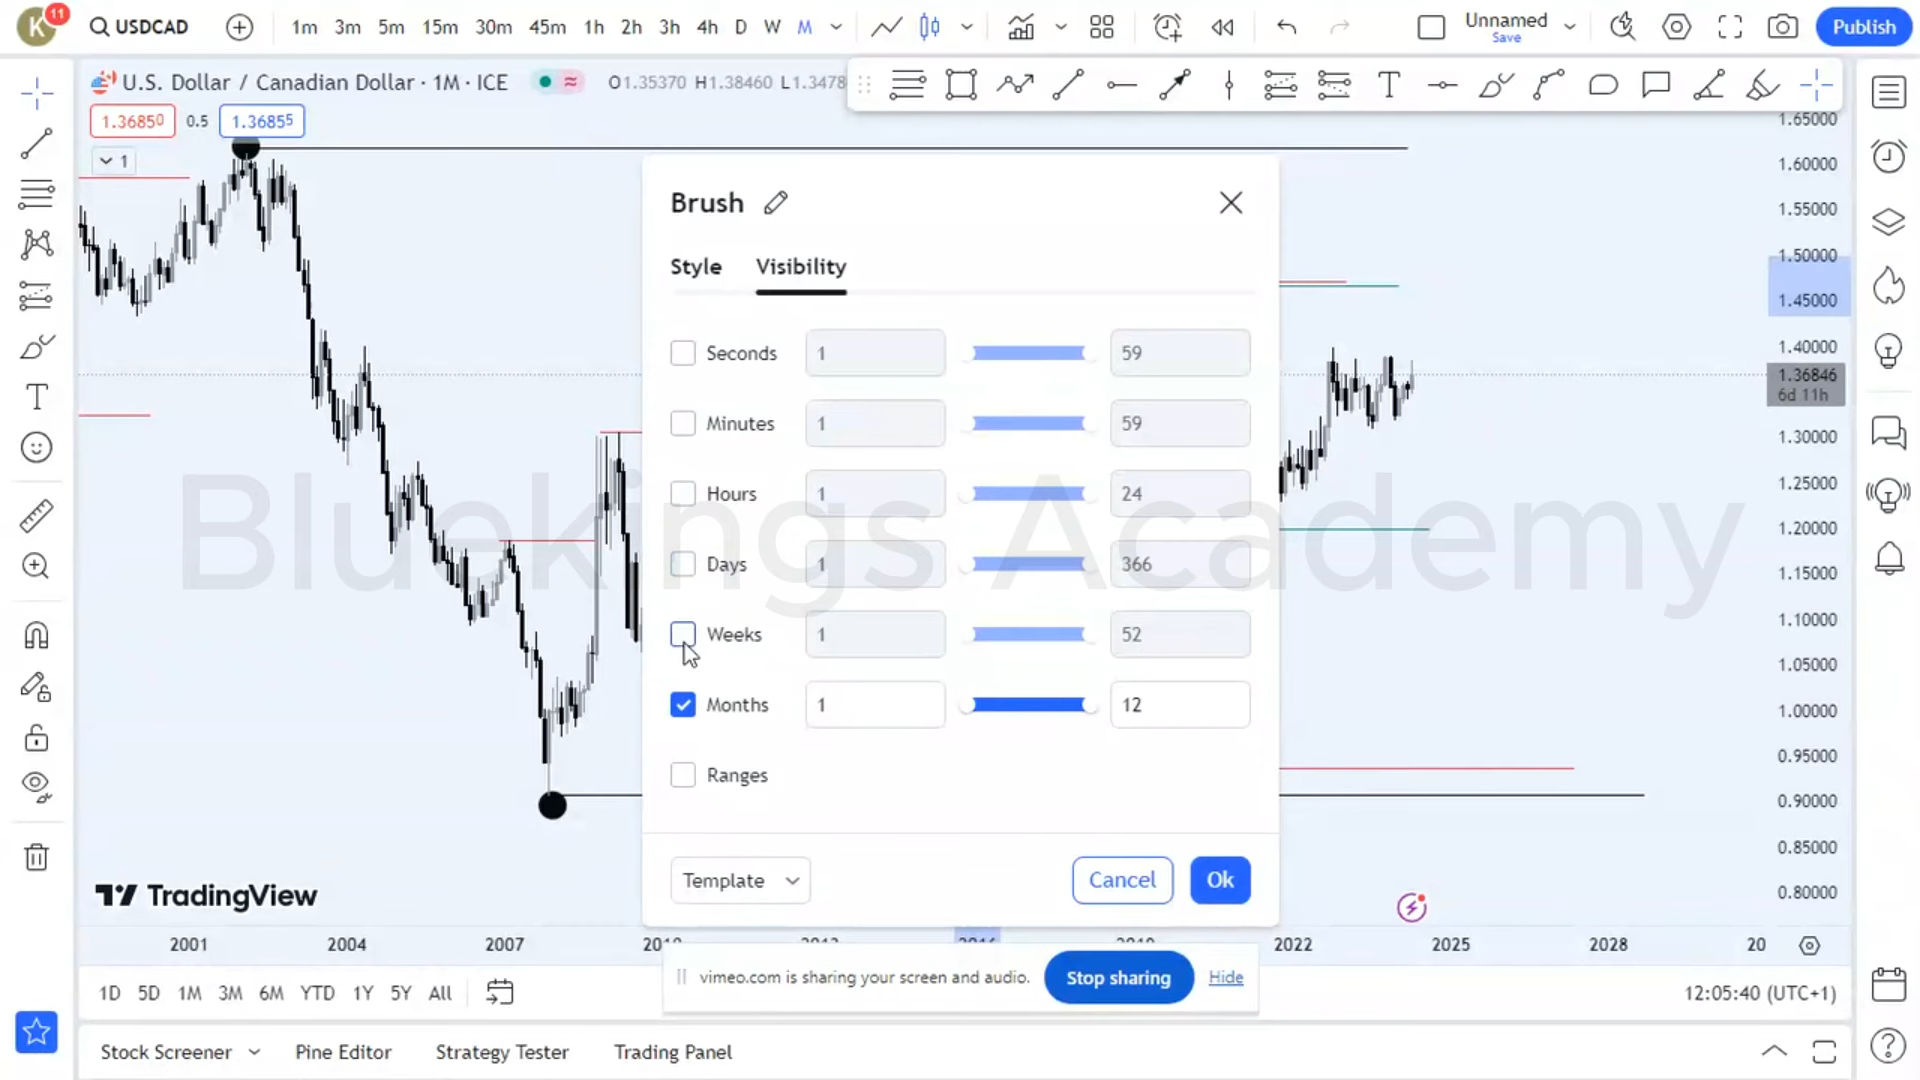 K
11
USDCAD
1m 3m 5m 15m 30m 45m 1h 2h 3h 4h D W M
Unnamed
Save
Publish
U.S. Dollar / Canadian Dollar · 1M · ICE
O1.35370 H1.38460 L1.3478
1.36850 0.5 1.36855
1
Brush
Style Visibility
Seconds 1 59
Minutes 1 59
Hours 1 24
Days 1 366
Weeks 1 52
Months 1 12
Ranges
Template
Cancel
Ok
1.65000
1.60000
1.55000
1.50000
1.45000
1.40000
1.36846
6d 11h
1.30000
1.25000
1.20000
1.15000
1.10000
1.05000
1.00000
0.95000
0.90000
0.85000
0.80000
Bluekings Academy
TradingView
2001 2004 2007 2010 2013 2016 2019 2022 2025 2028 20
vimeo.com is sharing your screen and audio.
Stop sharing
Hide
1D 5D 1M 3M 6M YTD 1Y 5Y All
12:05:40 (UTC+1)
Stock Screener Pine Editor Strategy Tester Trading Panel